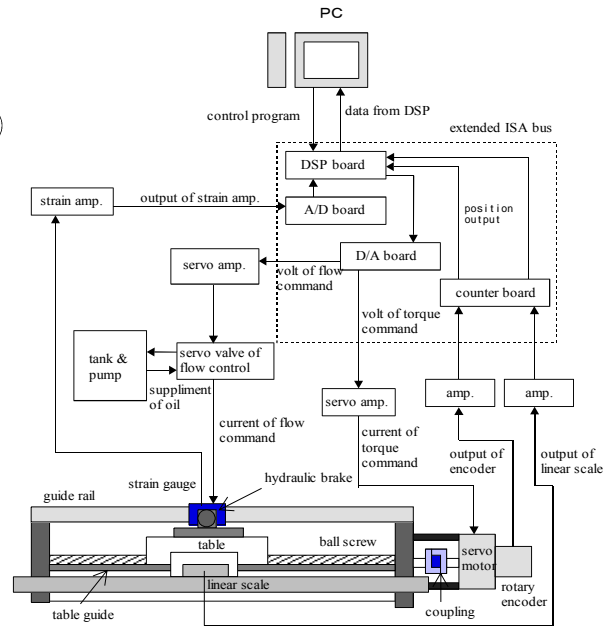 PC
control program
data from DSP
extended ISA bus
DSP board
strain amp.
output of strain amp.
A/D board
position
output
servo amp.
D/A board
volt of flow
command
counter board
volt of torque
command
tank &
pump
servo valve of
flow control
suppliment
of oil
servo amp.
amp.
amp.
current of flow
command
current of
torque
command
output of
encoder
output of
linear scale
strain gauge
hydraulic brake
guide rail
table
ball screw
servo
motor
linear scale
rotary
encoder
table guide
coupling